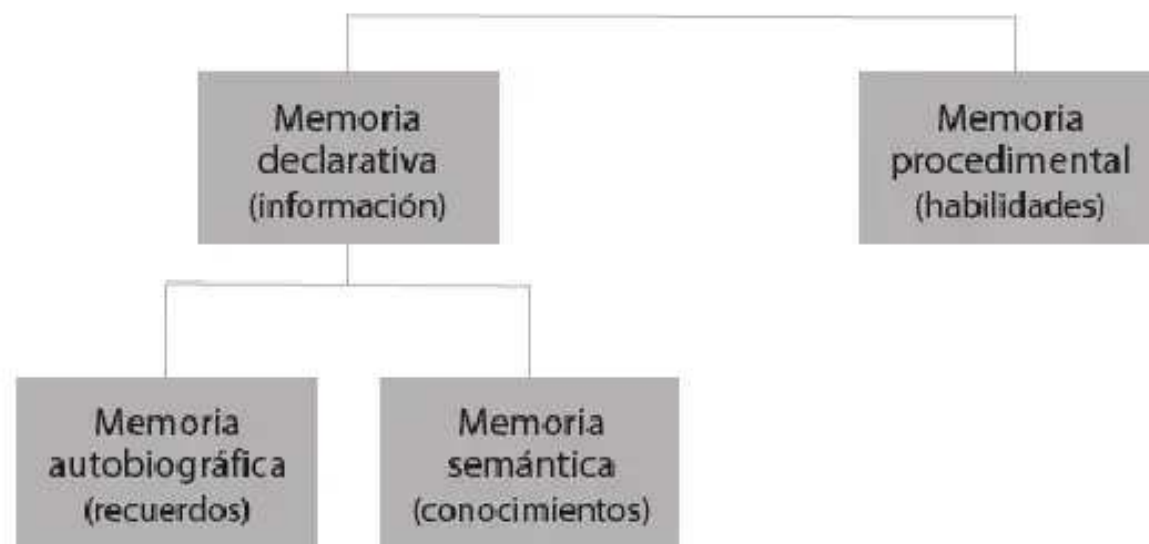 Memoria
declarativa
(información)
Memoria
procedimental
(habilidades)
Memoria
autobiográfica
(recuerdos)
Memoria
semántica
(conocimientos)